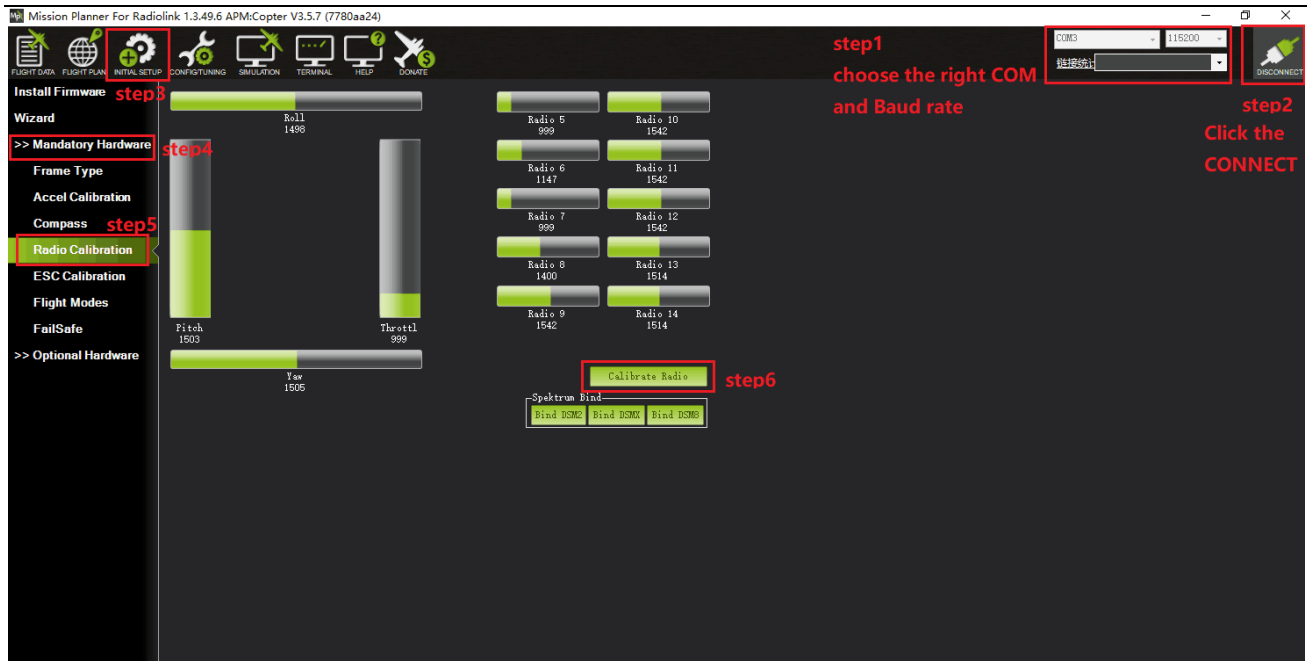 Mission Planner For Radiolink 1.3.49.6 APM:Copter V3.5.7 (7780aa24)
FLIGHT DATA FLIGHT PLAN INITIAL SETUP CONFIG/TUNING SIMULATION TERMINAL HELP DONATE
step1
choose the right COM
and Baud rate
COM3 115200
链接统计
DISCONNECT
step2
Click the
CONNECT
Install Firmware
step3
Wizard
>> Mandatory Hardware
step4
Frame Type
Accel Calibration
Compass
step5
Radio Calibration
ESC Calibration
Flight Modes
FailSafe
>> Optional Hardware
Roll
1498
Pitch
1503
Throttl
999
Yaw
1505
Radio 5
999
Radio 10
1542
Radio 6
1147
Radio 11
1542
Radio 7
999
Radio 12
1542
Radio 8
1400
Radio 13
1514
Radio 9
1542
Radio 14
1514
Calibrate Radio
step6
Spektrum Bind
Bind DSM2 Bind DSMX Bind DSM8